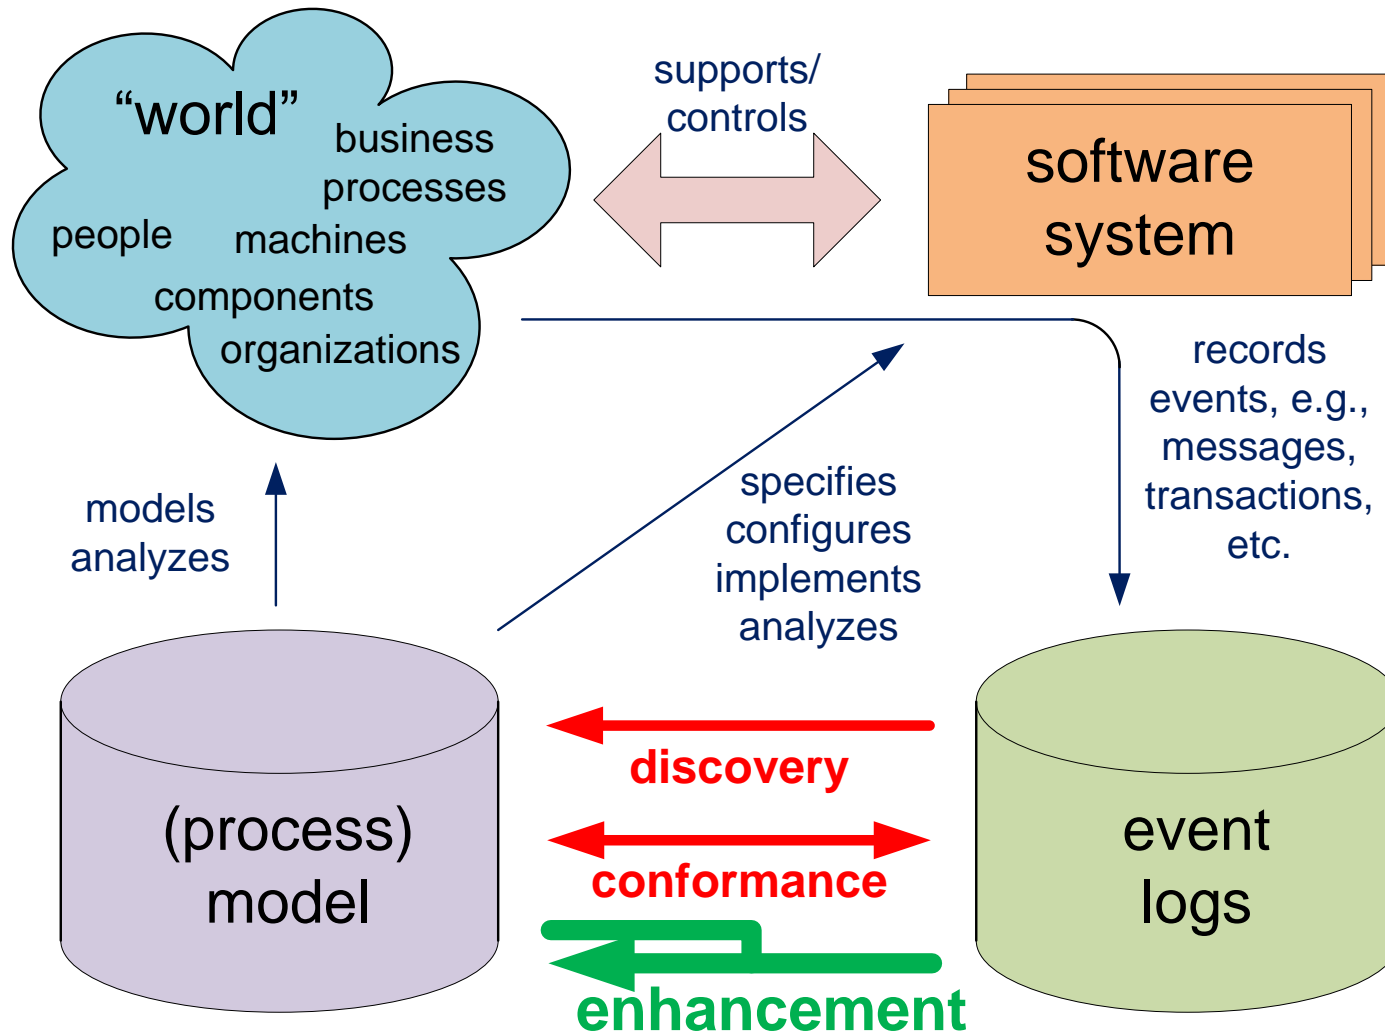 “world”
business
processes
people
machines
components
organizations
supports/
controls
software
system
records
events, e.g.,
messages,
transactions,
etc.
models
analyzes
specifies
configures
implements
analyzes
discovery
conformance
enhancement
(process)
model
event
logs